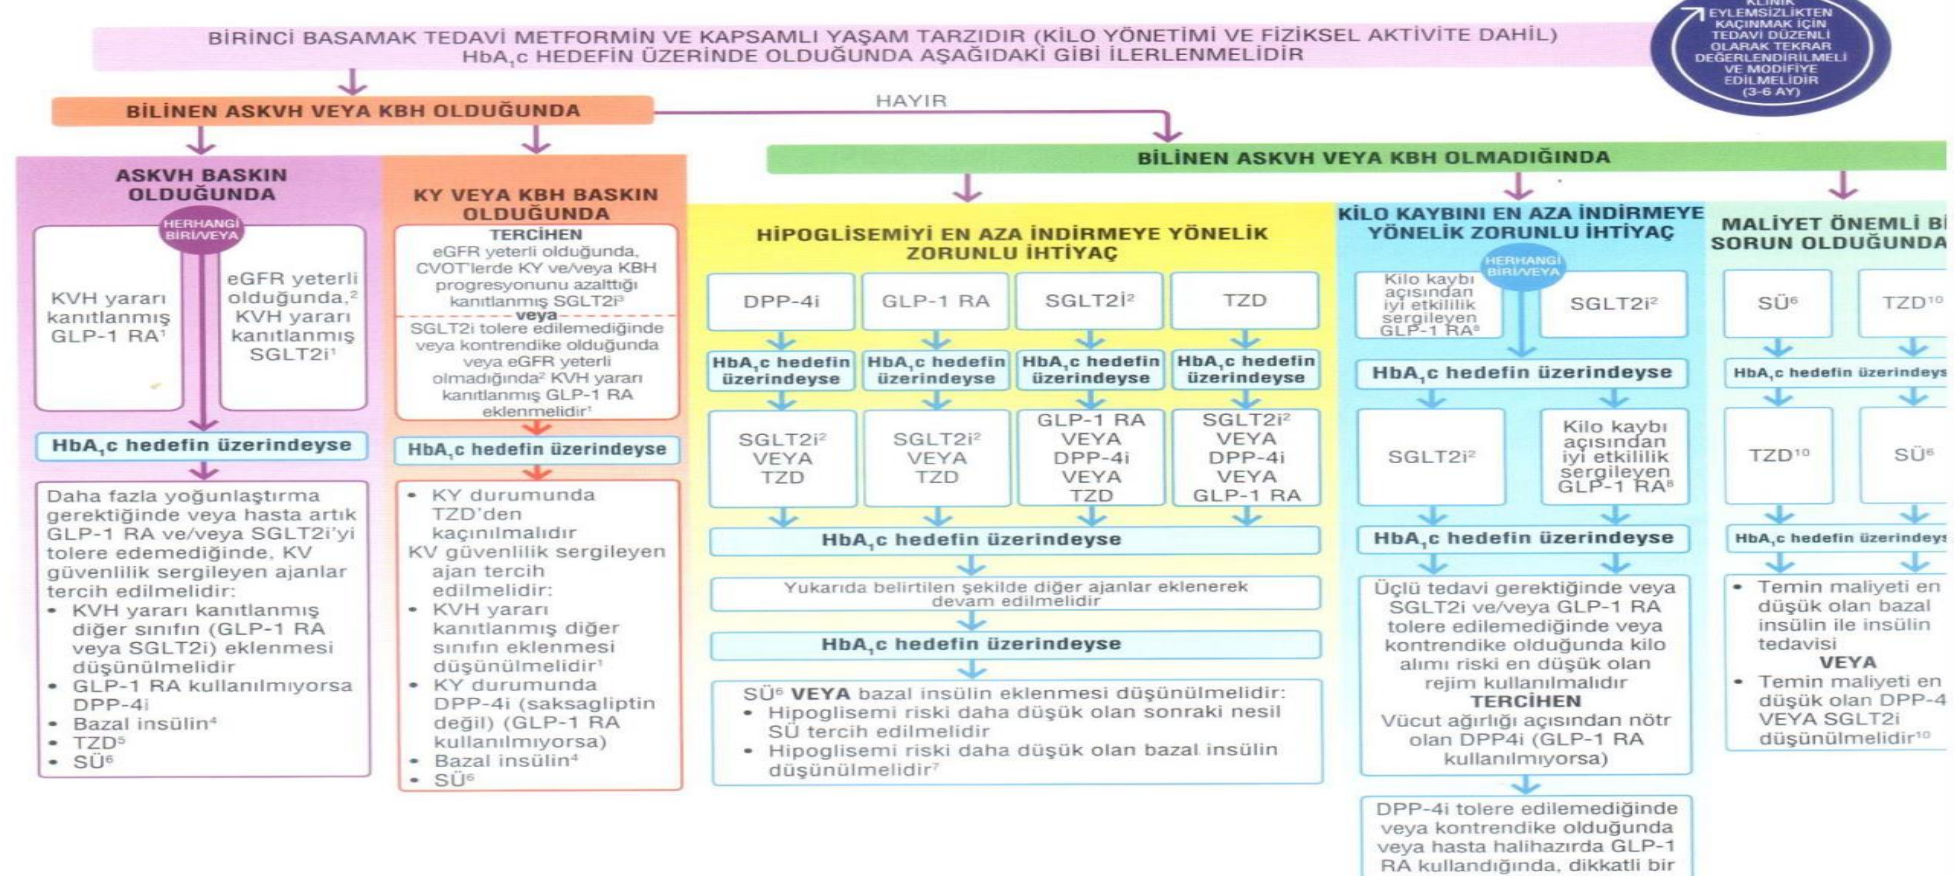 KLİNİK
EYLEMSİZLİKTEN
KAÇINMAK İÇİN
TEDAVİ DÜZENLİ
OLARAK TEKRAR
DEĞERLENDİRİLMELİ
VE MODİFİYE
EDİLMELİDİR
(3-6 AY)
BİRİNCİ BASAMAK TEDAVİ METFORMİN VE KAPSAMLI YAŞAM TARZIDIR (KİLO YÖNETİMİ VE FİZİKSEL AKTİVİTE DAHİL)
HbA₁c HEDEFİN ÜZERİNDE OLDUĞUNDA AŞAĞIDAKİ GİBİ İLERLENMELİDİR
BİLİNEN ASKVH VEYA KBH OLDUĞUNDA
HAYIR
BİLİNEN ASKVH VEYA KBH OLMADIĞINDA
ASKVH BASKIN
OLDUĞUNDA
HERHANGİ
BİRİ/VEYA
KVH yararı
kanıtlanmış
GLP-1 RA¹
eGFR yeterli
olduğunda,²
KVH yararı
kanıtlanmış
SGLT2i¹
HbA₁c hedefin üzerindeyse
Daha fazla yoğunlaştırma
gerektiğinde veya hasta artık
GLP-1 RA ve/veya SGLT2i'yi
tolere edemediğinde, KV
güvenlilik sergileyen ajanlar
tercih edilmelidir:
• KVH yararı kanıtlanmış
diğer sınıfın (GLP-1 RA
veya SGLT2i) eklenmesi
düşünülmelidir
• GLP-1 RA kullanılmıyorsa
DPP-4i
• Bazal insülin⁴
• TZD⁵
• SÜ⁶
KY VEYA KBH BASKIN
OLDUĞUNDA
TERCİHEN
eGFR yeterli olduğunda,
CVOT'lerde KY ve/veya KBH
progresyonunu azalttığı
kanıtlanmış SGLT2i³
veya
SGLT2i tolere edilemediğinde
veya kontrendike olduğunda
veya eGFR yeterli
olmadığında² KVH yararı
kanıtlanmış GLP-1 RA
eklenmelidir¹
HbA₁c hedefin üzerindeyse
• KY durumunda
TZD'den
kaçınılmalıdır
KV güvenlilik sergileyen
ajan tercih
edilmelidir:
• KVH yararı
kanıtlanmış diğer
sınıfın eklenmesi
düşünülmelidir¹
• KY durumunda
DPP-4i (saksagliptin
değil) (GLP-1 RA
kullanılmıyorsa)
• Bazal insülin⁴
• SÜ⁶
HİPOGLİSEMİYİ EN AZA İNDİRMEYE YÖNELİK
ZORUNLU İHTİYAÇ
DPP-4i
GLP-1 RA
SGLT2İ²
TZD
HbA₁c hedefin
üzerindeyse
HbA₁c hedefin
üzerindeyse
HbA₁c hedefin
üzerindeyse
HbA₁c hedefin
üzerindeyse
SGLT2i²
VEYA
TZD
SGLT2i²
VEYA
TZD
GLP-1 RA
VEYA
DPP-4i
VEYA
TZD
SGLT2i²
VEYA
DPP-4i
VEYA
GLP-1 RA
HbA₁c hedefin üzerindeyse
Yukarıda belirtilen şekilde diğer ajanlar eklenerek
devam edilmelidir
HbA₁c hedefin üzerindeyse
SÜ⁶ VEYA bazal insülin eklenmesi düşünülmelidir:
• Hipoglisemi riski daha düşük olan sonraki nesil
SÜ tercih edilmelidir
• Hipoglisemi riski daha düşük olan bazal insülin
düşünülmelidir⁷
KİLO KAYBINI EN AZA İNDİRMEYE
YÖNELİK ZORUNLU İHTİYAÇ
HERHANGİ
BİRİ/VEYA
Kilo kaybı
açısından
iyi etkililik
sergileyen
GLP-1 RA⁸
SGLT2i²
HbA₁c hedefin üzerindeyse
SGLT2i²
Kilo kaybı
açısından
iyi etkililik
sergileyen
GLP-1 RA⁸
HbA₁c hedefin üzerindeyse
Üçlü tedavi gerektiğinde veya
SGLT2i ve/veya GLP-1 RA
tolere edilemediğinde veya
kontrendike olduğunda kilo
alımı riski en düşük olan
rejim kullanılmalıdır
TERCİHEN
Vücut ağırlığı açısından nötr
olan DPP4i (GLP-1 RA
kullanılmıyorsa)
DPP-4i tolere edilemediğinde
veya kontrendike olduğunda
veya hasta halihazırda GLP-1
RA kullandığında, dikkatli bir
MALİYET ÖNEMLİ Bİ
SORUN OLDUĞUNDA
SÜ⁶
TZD¹⁰
HbA₁c hedefin üzerindeys
TZD¹⁰
SÜ⁶
HbA₁c hedefin üzerindeys
• Temin maliyeti en
düşük olan bazal
insülin ile insülin
tedavisi
VEYA
• Temin maliyeti en
düşük olan DPP-4
VEYA SGLT2i
düşünülmelidir¹⁰